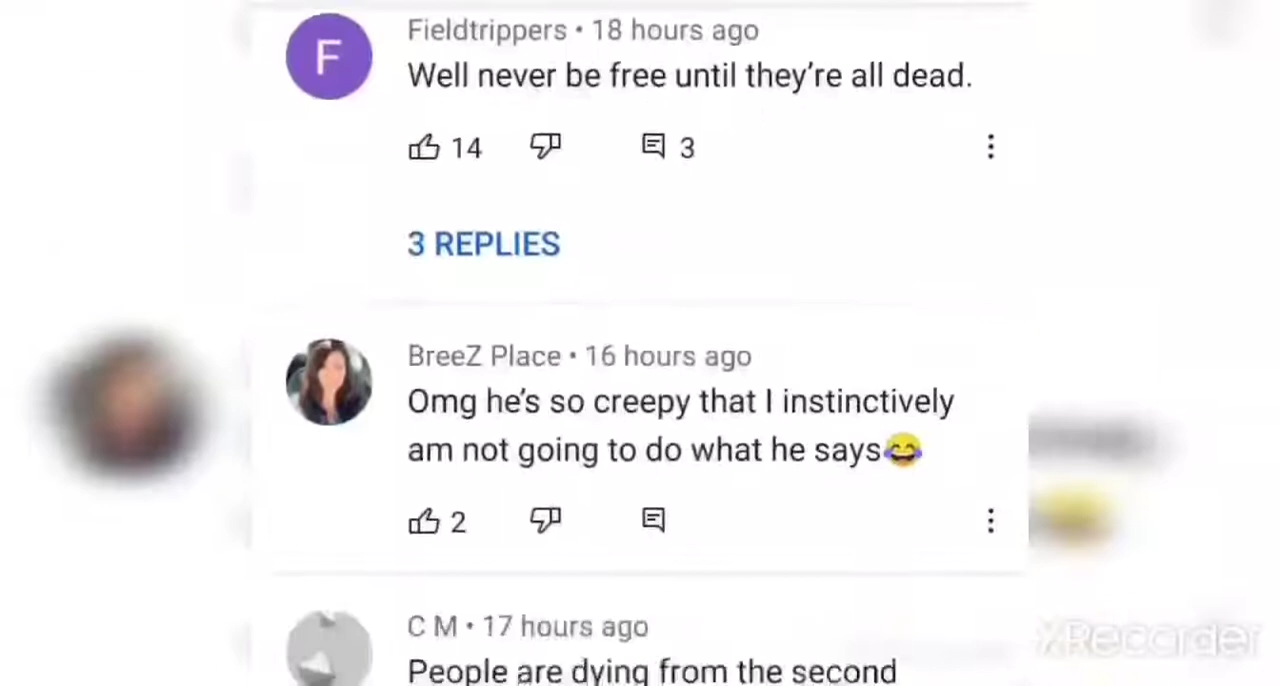 F
Fieldtrippers • 18 hours ago
Well never be free until they're all dead.
14 3
3 REPLIES
BreeZ Place • 16 hours ago
Omg he's so creepy that I instinctively
am not going to do what he says😂
2
C M • 17 hours ago
People are dying from the second
XRecorder